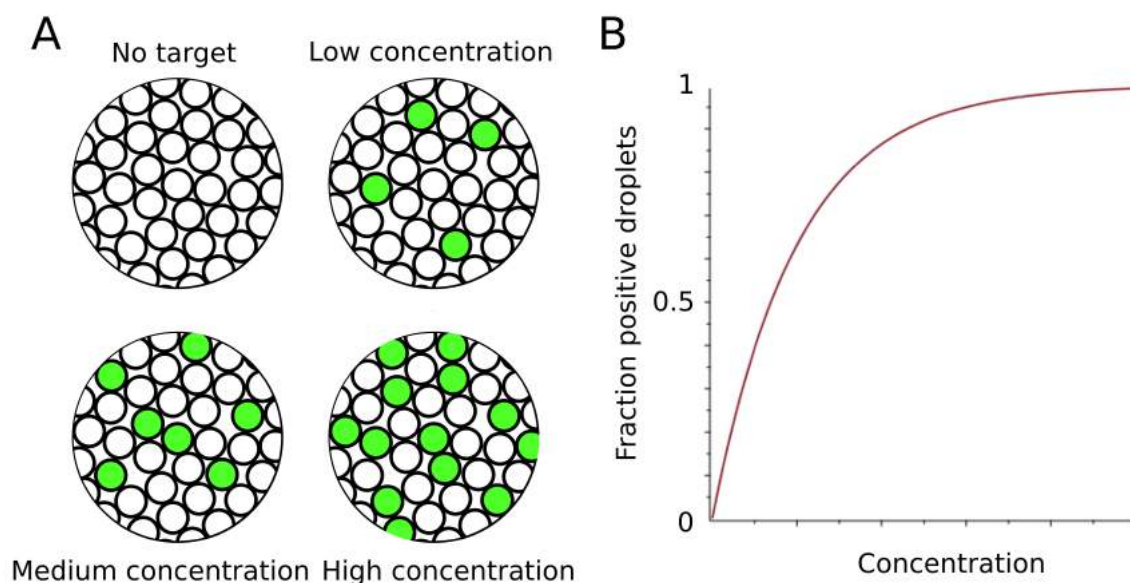 A
No target
Low concentration
Medium concentration
High concentration
B
1
0.5
0
Fraction positive droplets
Concentration